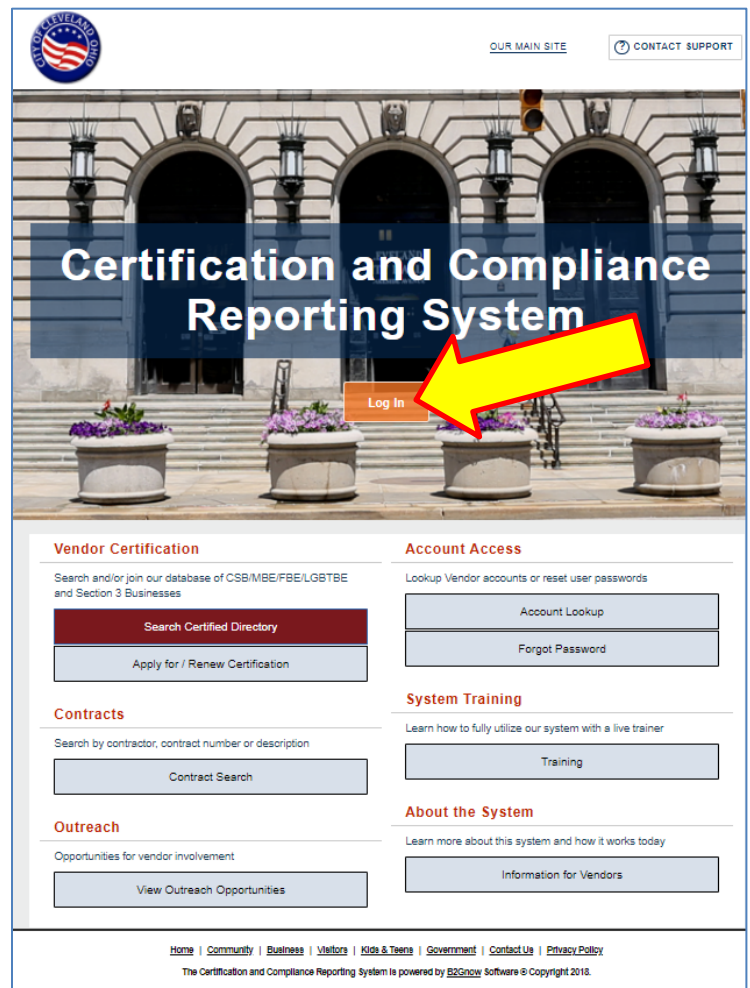 CITY OF CLEVELAND OHIO
OUR MAIN SITE
? CONTACT SUPPORT
Certification and Compliance
Reporting System
Log In
Vendor Certification
Search and/or join our database of CSB/MBE/FBE/LGBTBE
and Section 3 Businesses
Search Certified Directory
Apply for / Renew Certification
Contracts
Search by contractor, contract number or description
Contract Search
Outreach
Opportunities for vendor involvement
View Outreach Opportunities
Account Access
Lookup Vendor accounts or reset user passwords
Account Lookup
Forgot Password
System Training
Learn how to fully utilize our system with a live trainer
Training
About the System
Learn more about this system and how it works today
Information for Vendors
Home | Community | Business | Visitors | Kids & Teens | Government | Contact Us | Privacy Policy
The Certification and Compliance Reporting System is powered by B2Gnow Software © Copyright 2018.